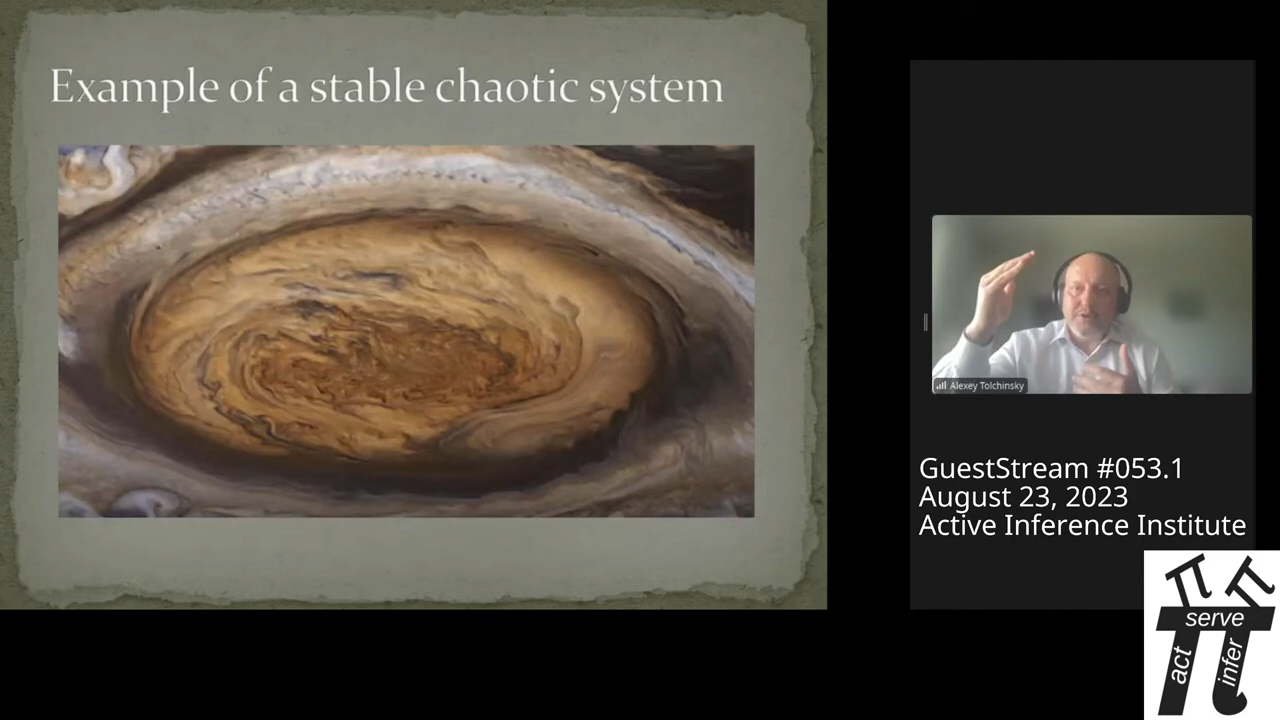 Example of a stable chaotic system
Alexey Tolchinsky
GuestStream #053.1
August 23, 2023
Active Inference Institute
π π
serve
act
infer